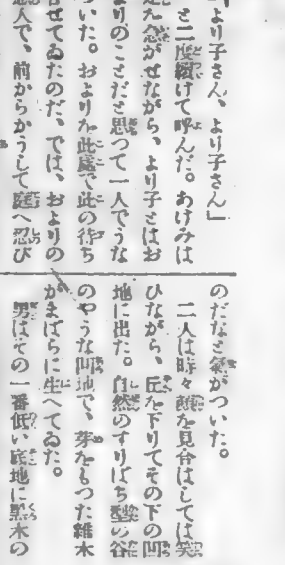 「より子さん、より子さん」
と二度續けて呼んだ。あけみは
な念がせながら、より子とはお
よりのことだと思つて一人でうな
いた。およりを此處で此の待ち
せてゐたのだ、では、およりの
人で、前からかうして庭へ忍び
のだなと氣がついた。
二人は時々顏を見合はしては笑
ひながら、丘を下りてその下の凹
地に出た。自然のすりばち型の谷
のやうな凹地で、芽をもつた雜木
がまばらに生へてゐた。
男はその一番低い底地に黑木の